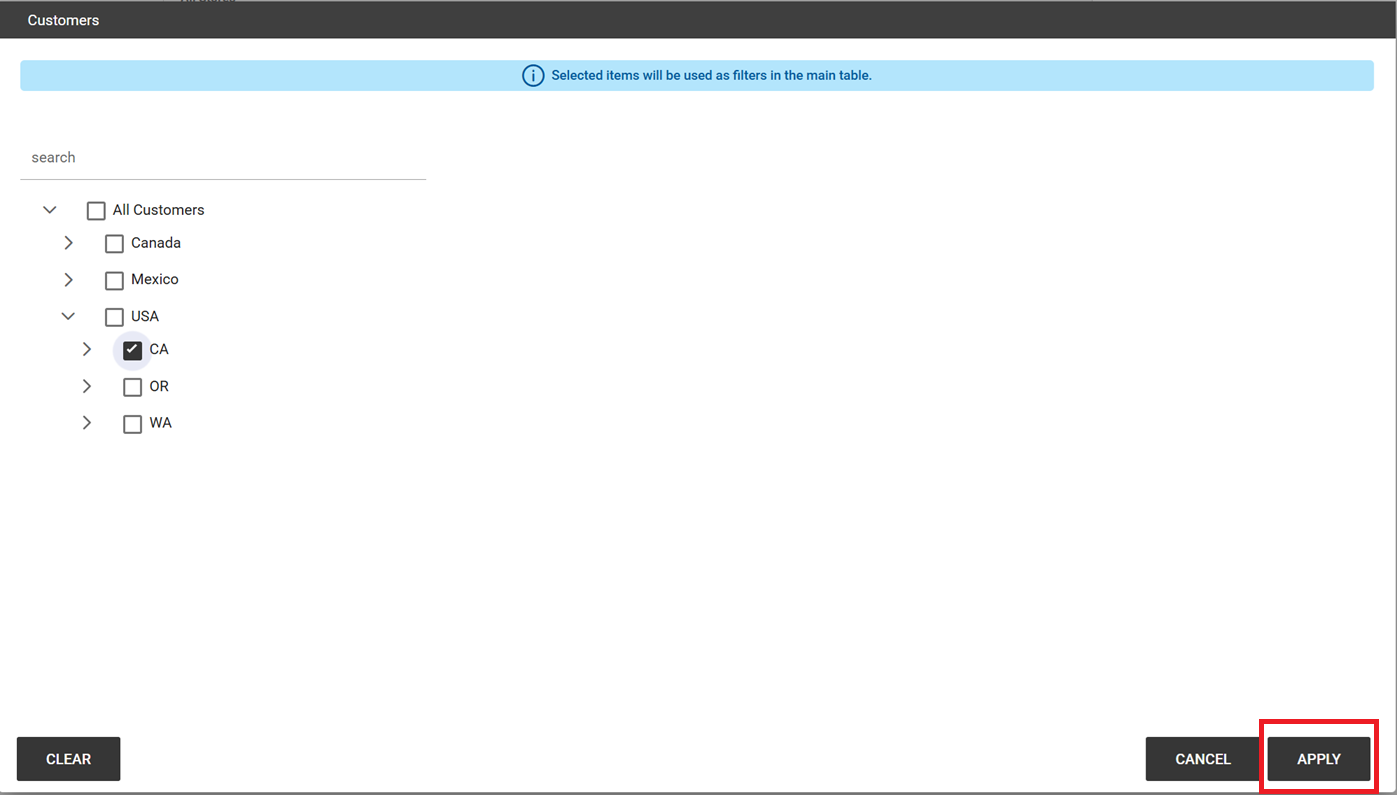 Customers
Selected items will be used as filters in the main table.
search
All Customers
Canada
Mexico
USA
CA
OR
WA
CLEAR
CANCEL
APPLY